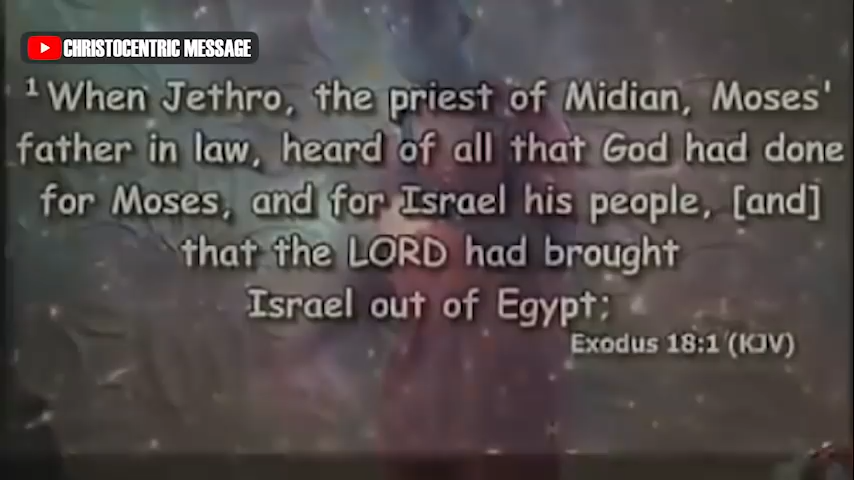 CHRISTOCENTRIC MESSAGE
1 When Jethro, the priest of Midian, Moses'
father in law, heard of all that God had done
for Moses, and for Israel his people, [and]
that the LORD had brought
Israel out of Egypt;
Exodus 18:1 (KJV)